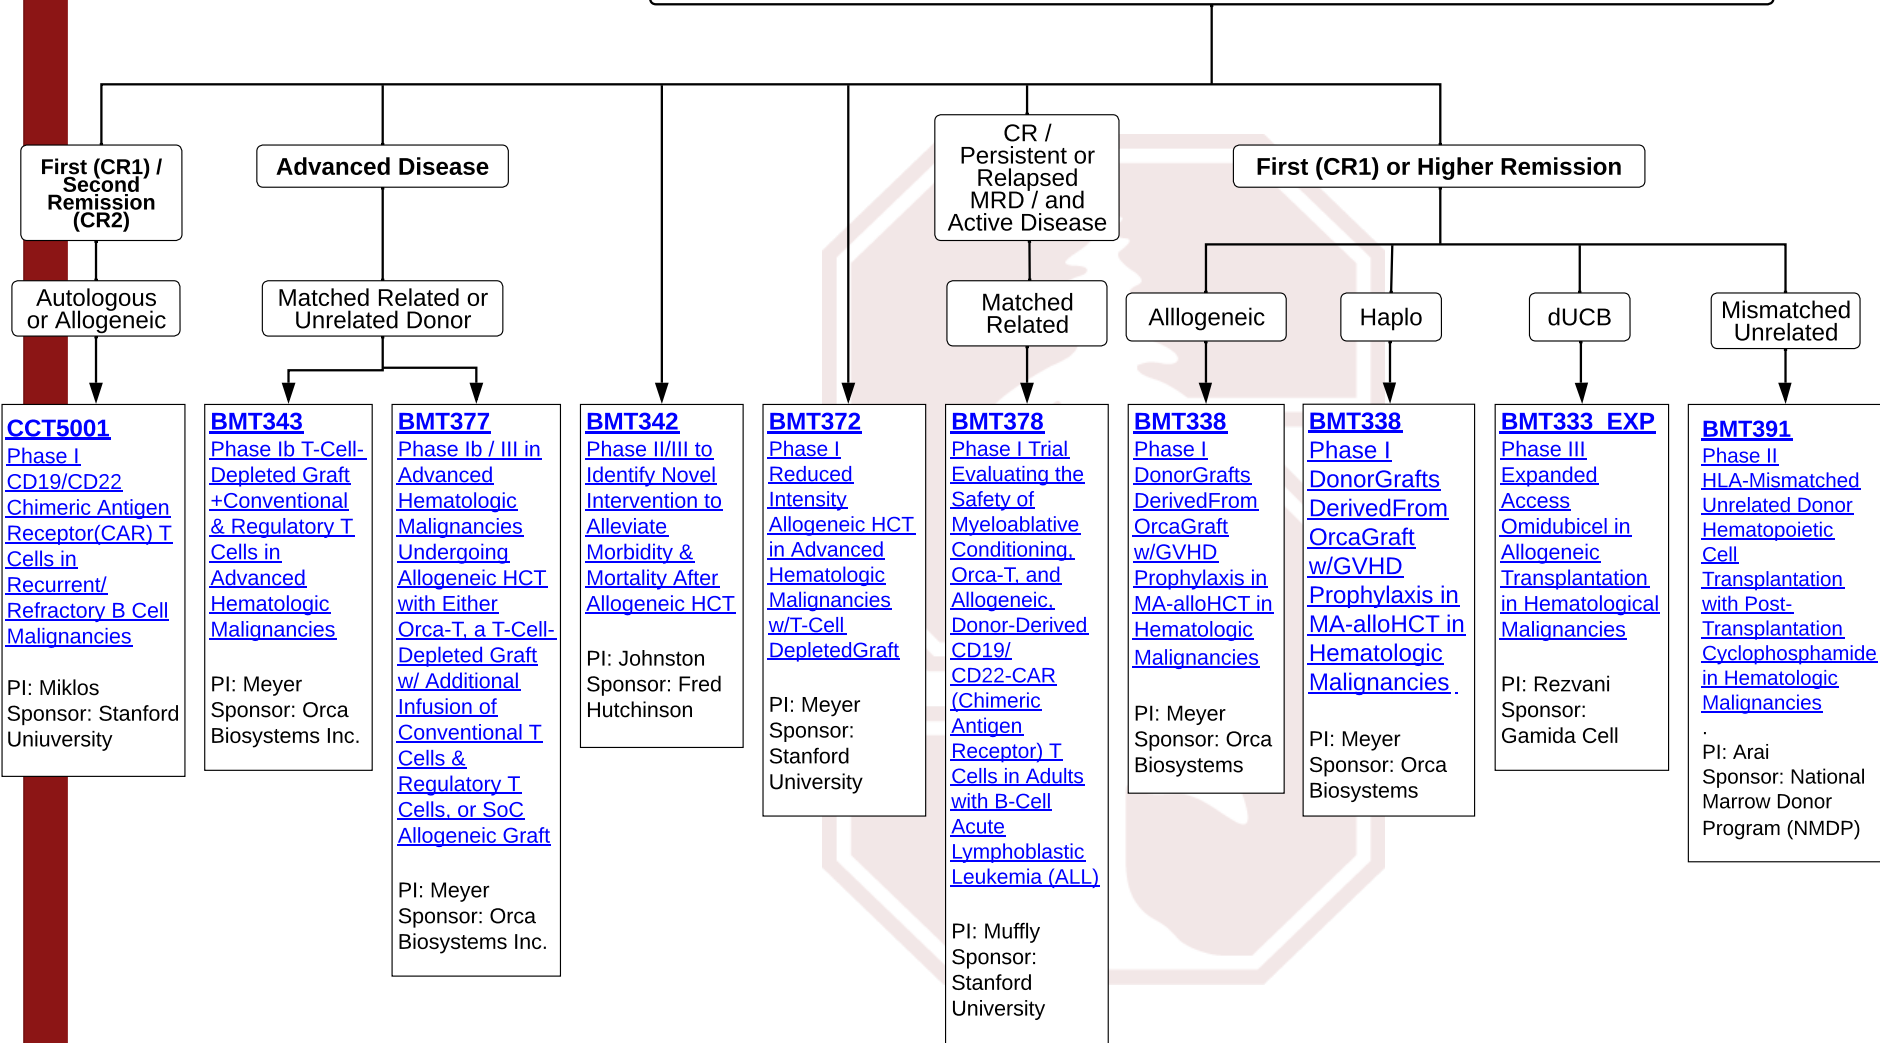 First (CR1) /
Second
Remission
(CR2)
Advanced Disease
CR /
Persistent or
Relapsed
MRD / and
Active Disease
First (CR1) or Higher Remission
Autologous
or Allogeneic
Matched Related or
Unrelated Donor
Matched
Related
Alllogeneic
Haplo
dUCB
Mismatched
Unrelated
CCT5001
Phase I
CD19/CD22
Chimeric Antigen
Receptor(CAR) T
Cells in
Recurrent/
Refractory B Cell
Malignancies
PI: Miklos
Sponsor: Stanford
Uniuversity
BMT343
Phase Ib T-Cell-
Depleted Graft
+Conventional
& Regulatory T
Cells in
Advanced
Hematologic
Malignancies
PI: Meyer
Sponsor: Orca
Biosystems Inc.
BMT377
Phase Ib / III in
Advanced
Hematologic
Malignancies
Undergoing
Allogeneic HCT
with Either
Orca-T, a T-Cell-
Depleted Graft
w/ Additional
Infusion of
Conventional T
Cells &
Regulatory T
Cells, or SoC
Allogeneic Graft
PI: Meyer
Sponsor: Orca
Biosystems Inc.
BMT342
Phase II/III to
Identify Novel
Intervention to
Alleviate
Morbidity &
Mortality After
Allogeneic HCT
PI: Johnston
Sponsor: Fred
Hutchinson
BMT372
Phase I
Reduced
Intensity
Allogeneic HCT
in Advanced
Hematologic
Malignancies
w/T-Cell
DepletedGraft
PI: Meyer
Sponsor:
Stanford
University
BMT378
Phase I Trial
Evaluating the
Safety of
Myeloablative
Conditioning,
Orca-T, and
Allogeneic,
Donor-Derived
CD19/
CD22-CAR
(Chimeric
Antigen
Receptor) T
Cells in Adults
with B-Cell
Acute
Lymphoblastic
Leukemia (ALL)
PI: Muffly
Sponsor:
Stanford
University
BMT338
Phase I
DonorGrafts
DerivedFrom
OrcaGraft
w/GVHD
Prophylaxis in
MA-alloHCT in
Hematologic
Malignancies
PI: Meyer
Sponsor: Orca
Biosystems
BMT338
Phase I
DonorGrafts
DerivedFrom
OrcaGraft
w/GVHD
Prophylaxis in
MA-alloHCT in
Hematologic
Malignancies .
PI: Meyer
Sponsor: Orca
Biosystems
BMT333_EXP
Phase III
Expanded
Access
Omidubicel in
Allogeneic
Transplantation
in Hematological
Malignancies
PI: Rezvani
Sponsor:
Gamida Cell
BMT391
Phase II
HLA-Mismatched
Unrelated Donor
Hematopoietic
Cell
Transplantation
with Post-
Transplantation
Cyclophosphamide
in Hematologic
Malignancies
.
PI: Arai
Sponsor: National
Marrow Donor
Program (NMDP)